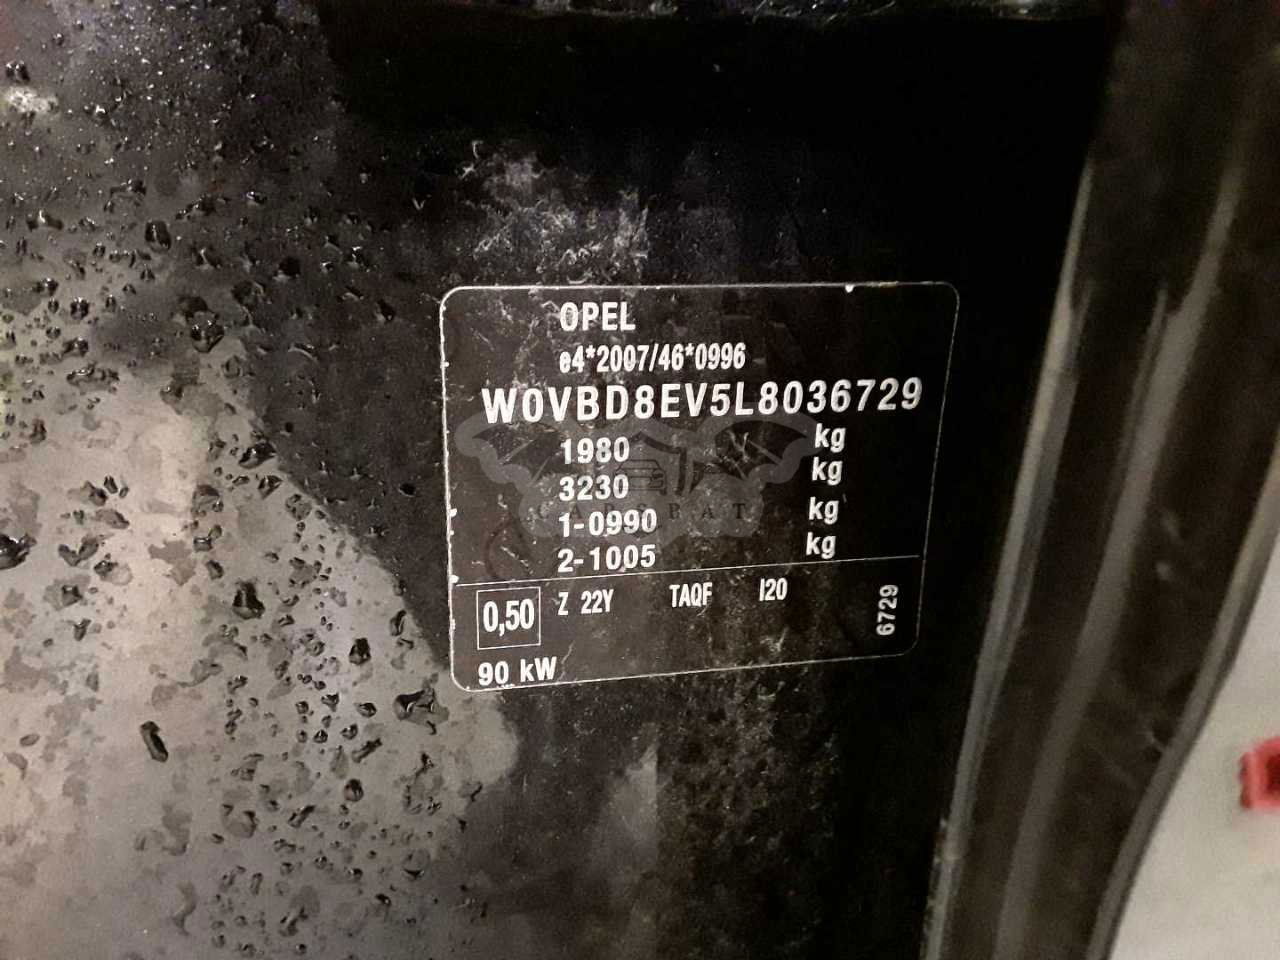 OPEL
e4*2007/46*0996
W0VBD8EV5L8036729
1980 kg
3230 kg
1-0990 kg
2-1005 kg
0,50 Z 22Y TAQF I20
6729
90 kW